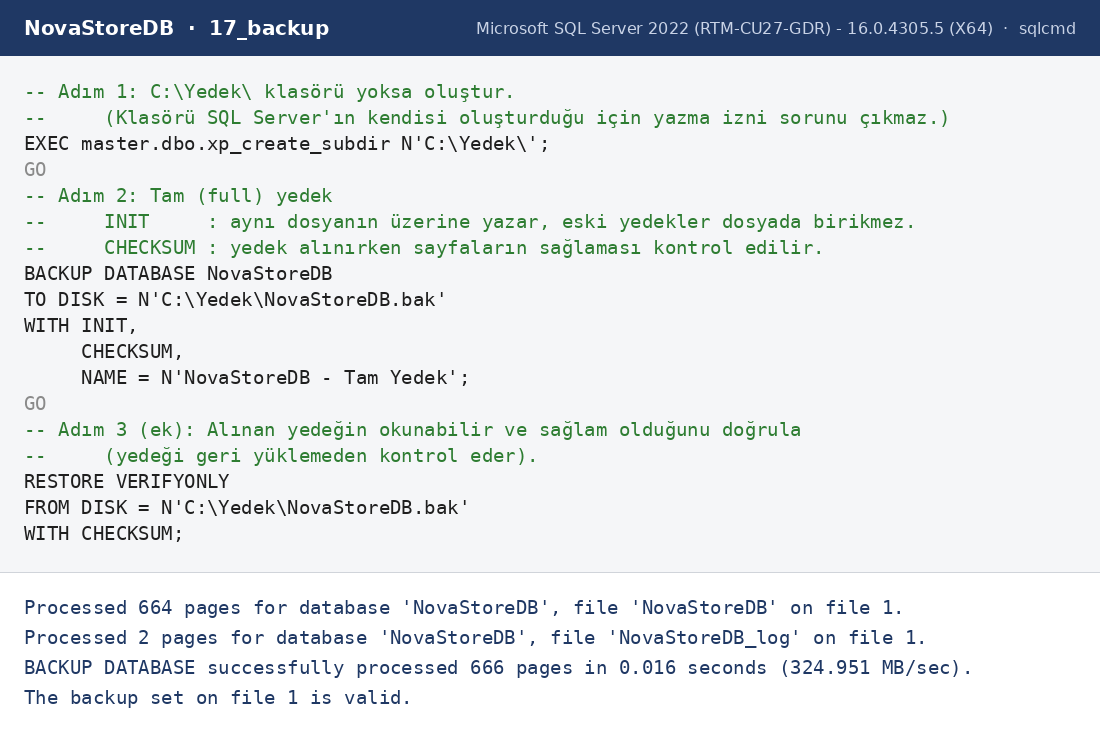 NovaStoreDB · 17_backup
Microsoft SQL Server 2022 (RTM-CU27-GDR) - 16.0.4305.5 (X64) · sqlcmd
-- Adım 1: C:\Yedek\ klasörü yoksa oluştur.
--     (Klasörü SQL Server'ın kendisi oluşturduğu için yazma izni sorunu çıkmaz.)
EXEC master.dbo.xp_create_subdir N'C:\Yedek\';
GO
-- Adım 2: Tam (full) yedek
--     INIT     : aynı dosyanın üzerine yazar, eski yedekler dosyada birikmez.
--     CHECKSUM : yedek alınırken sayfaların sağlaması kontrol edilir.
BACKUP DATABASE NovaStoreDB
TO DISK = N'C:\Yedek\NovaStoreDB.bak'
WITH INIT,
     CHECKSUM,
     NAME = N'NovaStoreDB - Tam Yedek';
GO
-- Adım 3 (ek): Alınan yedeğin okunabilir ve sağlam olduğunu doğrula
--     (yedeği geri yüklemeden kontrol eder).
RESTORE VERIFYONLY
FROM DISK = N'C:\Yedek\NovaStoreDB.bak'
WITH CHECKSUM;
Processed 664 pages for database 'NovaStoreDB', file 'NovaStoreDB' on file 1.
Processed 2 pages for database 'NovaStoreDB', file 'NovaStoreDB_log' on file 1.
BACKUP DATABASE successfully processed 666 pages in 0.016 seconds (324.951 MB/sec).
The backup set on file 1 is valid.